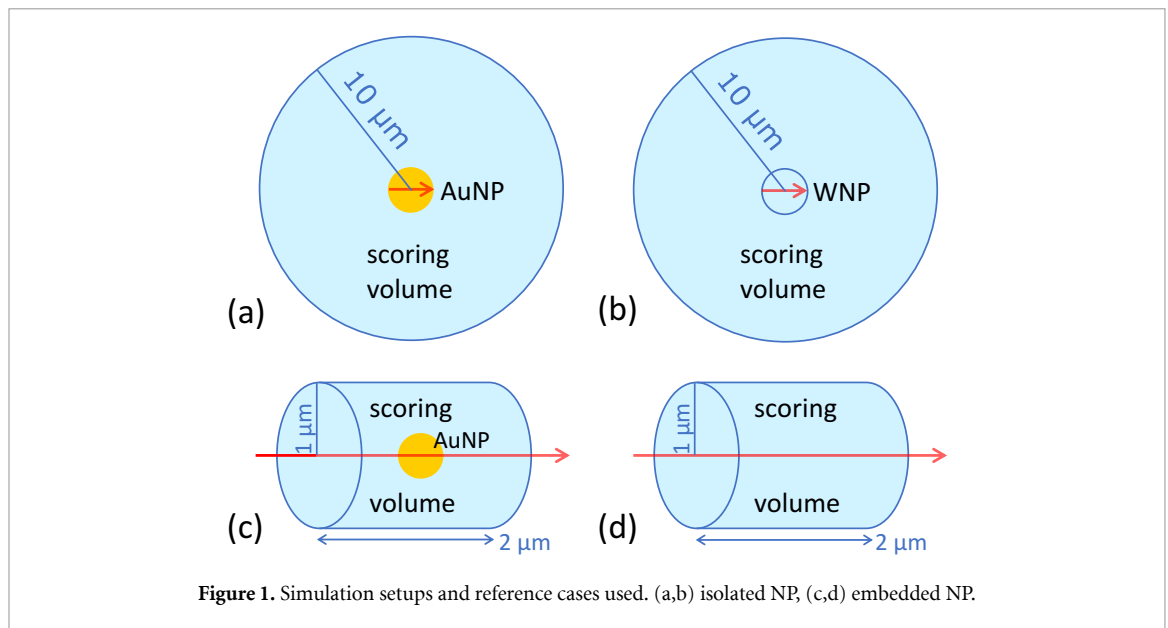 10 μm
AuNP
scoring
volume
(a)
10 μm
WNP
scoring
volume
(b)
1 μm
scoring
AuNP
volume
(c)
2 μm
1 μm
scoring
volume
(d)
2 μm
Figure 1. Simulation setups and reference cases used. (a,b) isolated NP, (c,d) embedded NP.